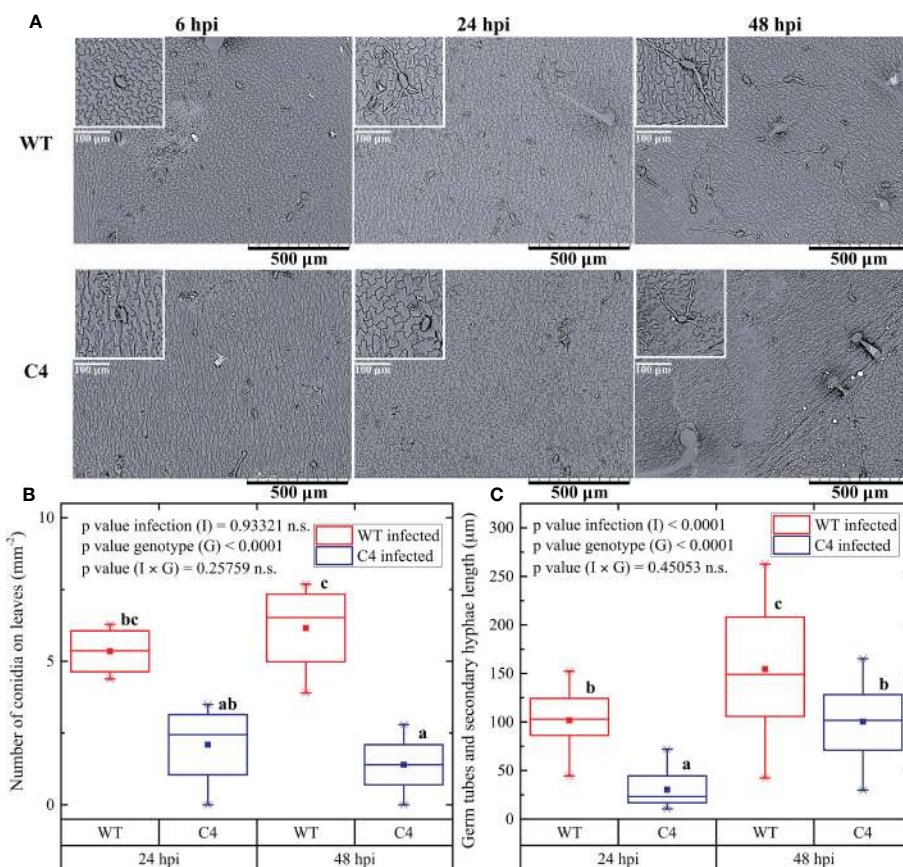 A
6 hpi
24 hpi
48 hpi
WT
100 µm
100 µm
100 µm
500 µm
500 µm
500 µm
C4
100 µm
100 µm
100 µm
500 µm
500 µm
500 µm
B
p value infection (I) = 0.93321 n.s.
p value genotype (G) < 0.0001
p value (I × G) = 0.25759 n.s.
WT infected
C4 infected
Number of conidia on leaves (mm⁻²)
10
5
0
bc
ab
c
a
WT
C4
WT
C4
24 hpi
48 hpi
C
p value infection (I) < 0.0001
p value genotype (G) < 0.0001
p value (I × G) = 0.45053 n.s.
WT infected
C4 infected
Germ tubes and secondary hyphae length (µm)
300
250
200
150
100
50
0
b
a
c
b
WT
C4
WT
C4
24 hpi
48 hpi